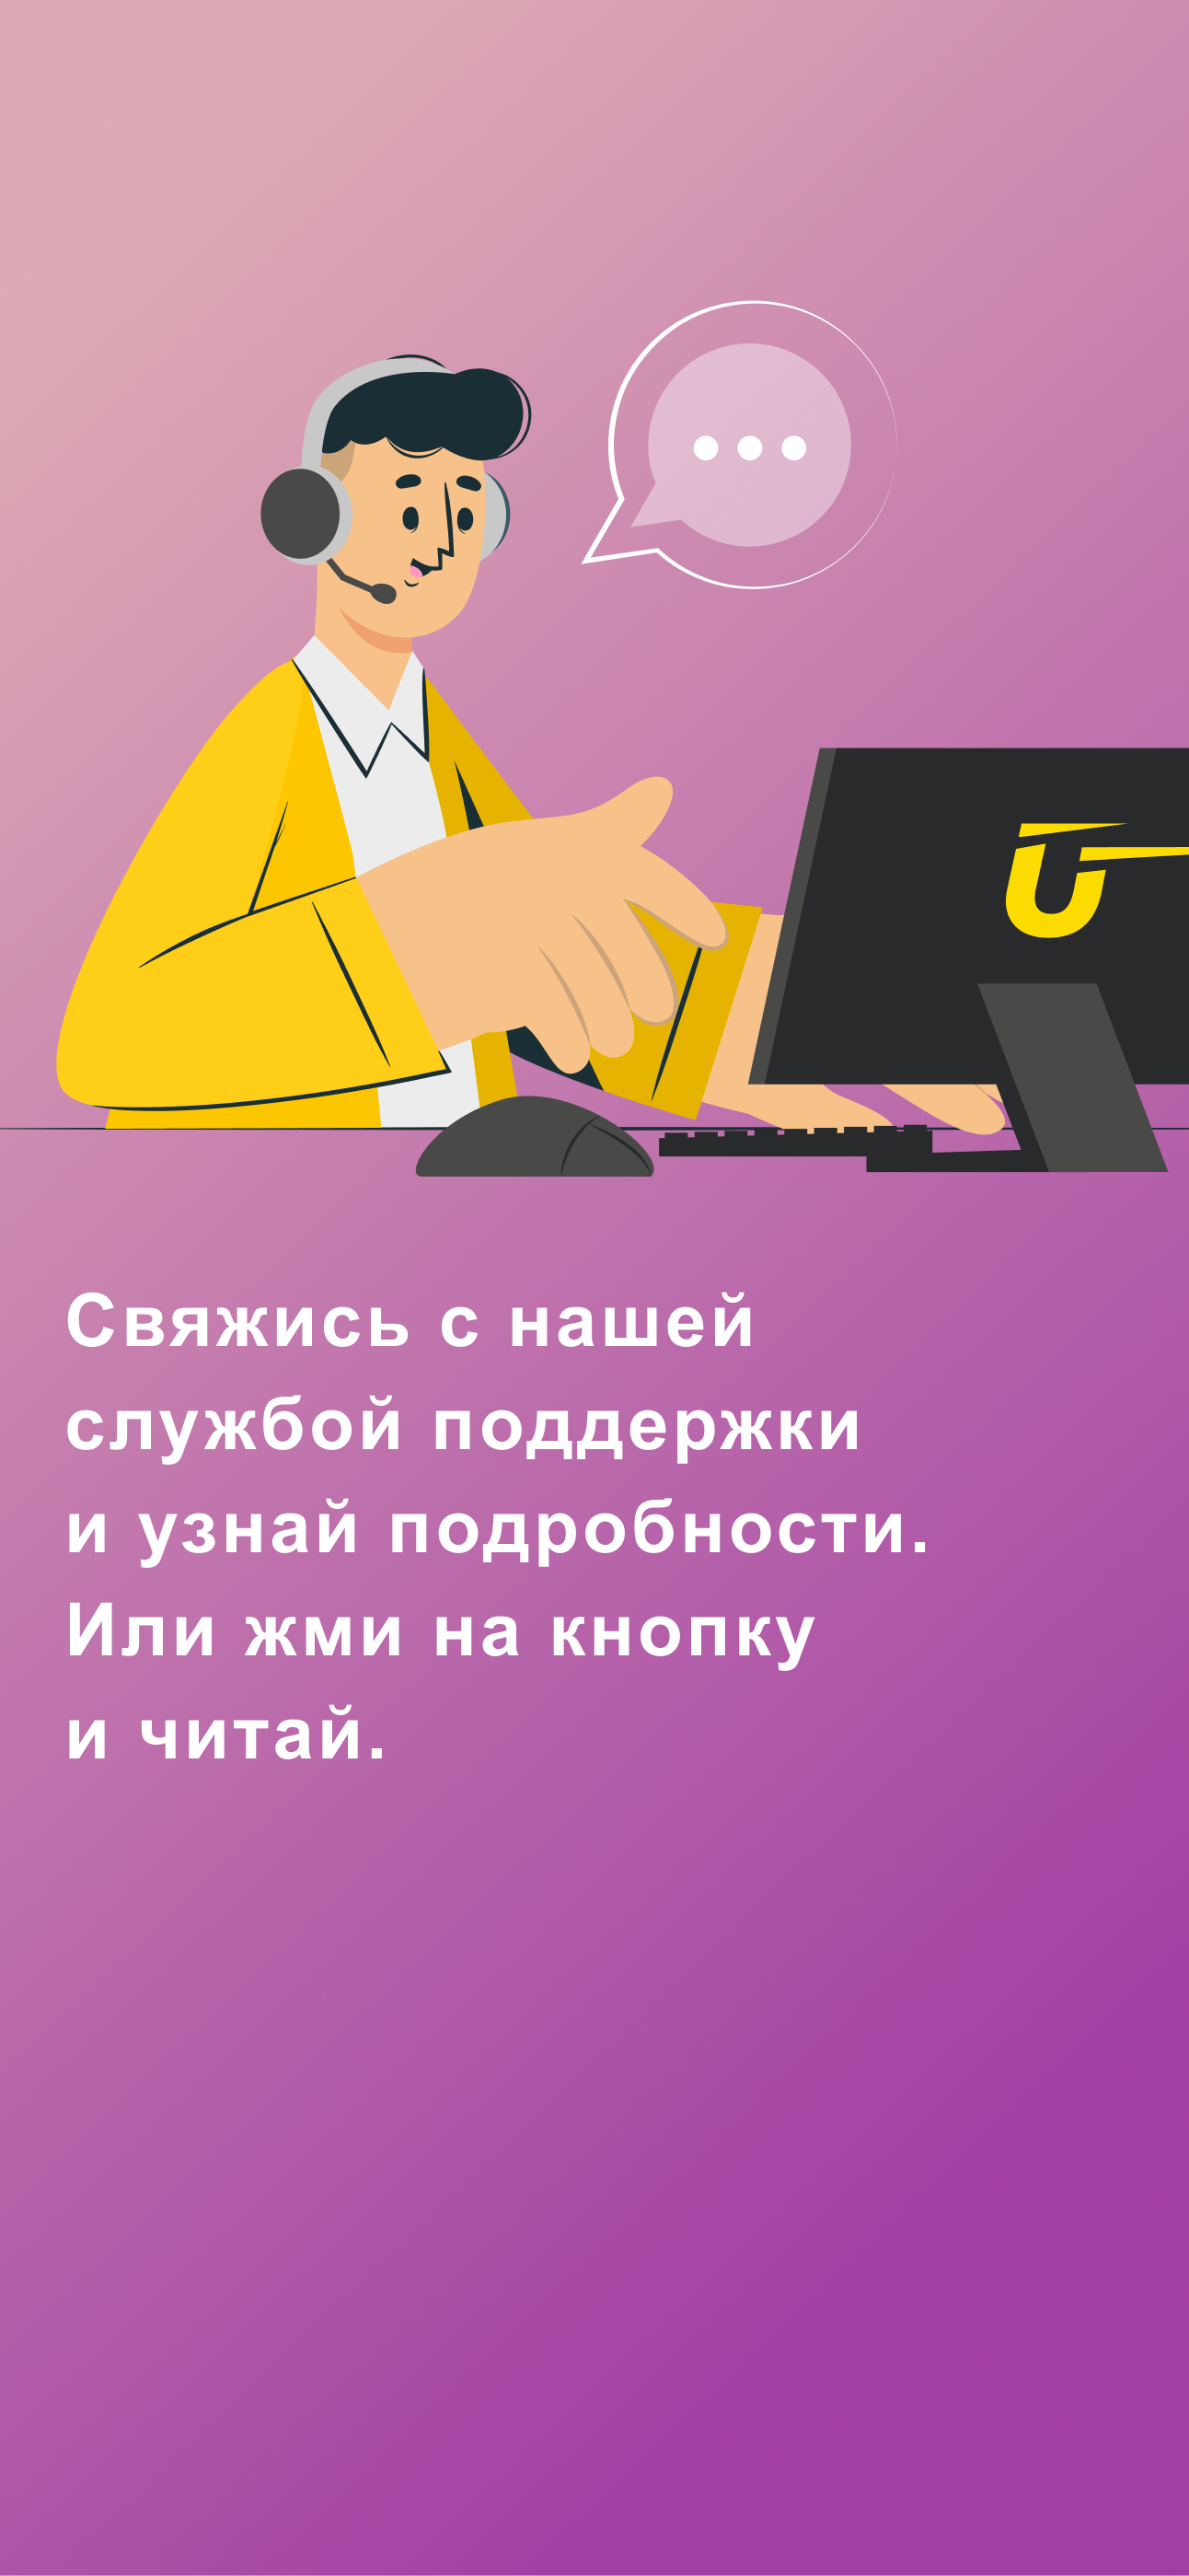 Свяжись с нашей
службой поддержки
и узнай подробности.
Или жми на кнопку
и читай.